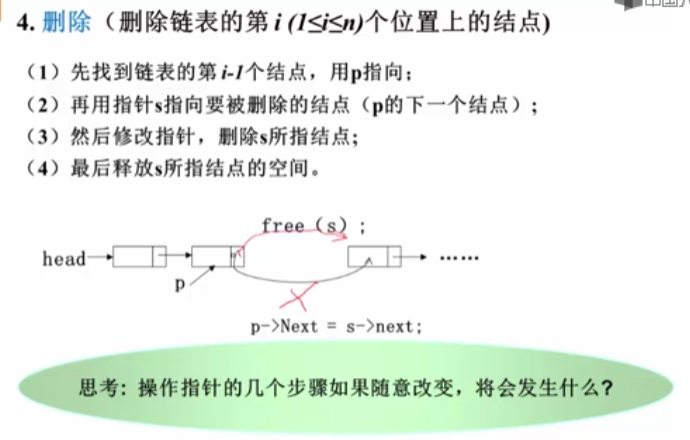 4. 删除（删除链表的第 i (1≤i≤n)个位置上的结点)
（1）先找到链表的第 i-1个结点，用p指向；
（2）再用指针s指向要被删除的结点（p的下一个结点）；
（3）然后修改指针，删除s所指结点；
（4）最后释放s所指结点的空间。
free（s）;
head
……
p
p->Next = s->next;
思考: 操作指针的几个步骤如果随意改变，将会发生什么?